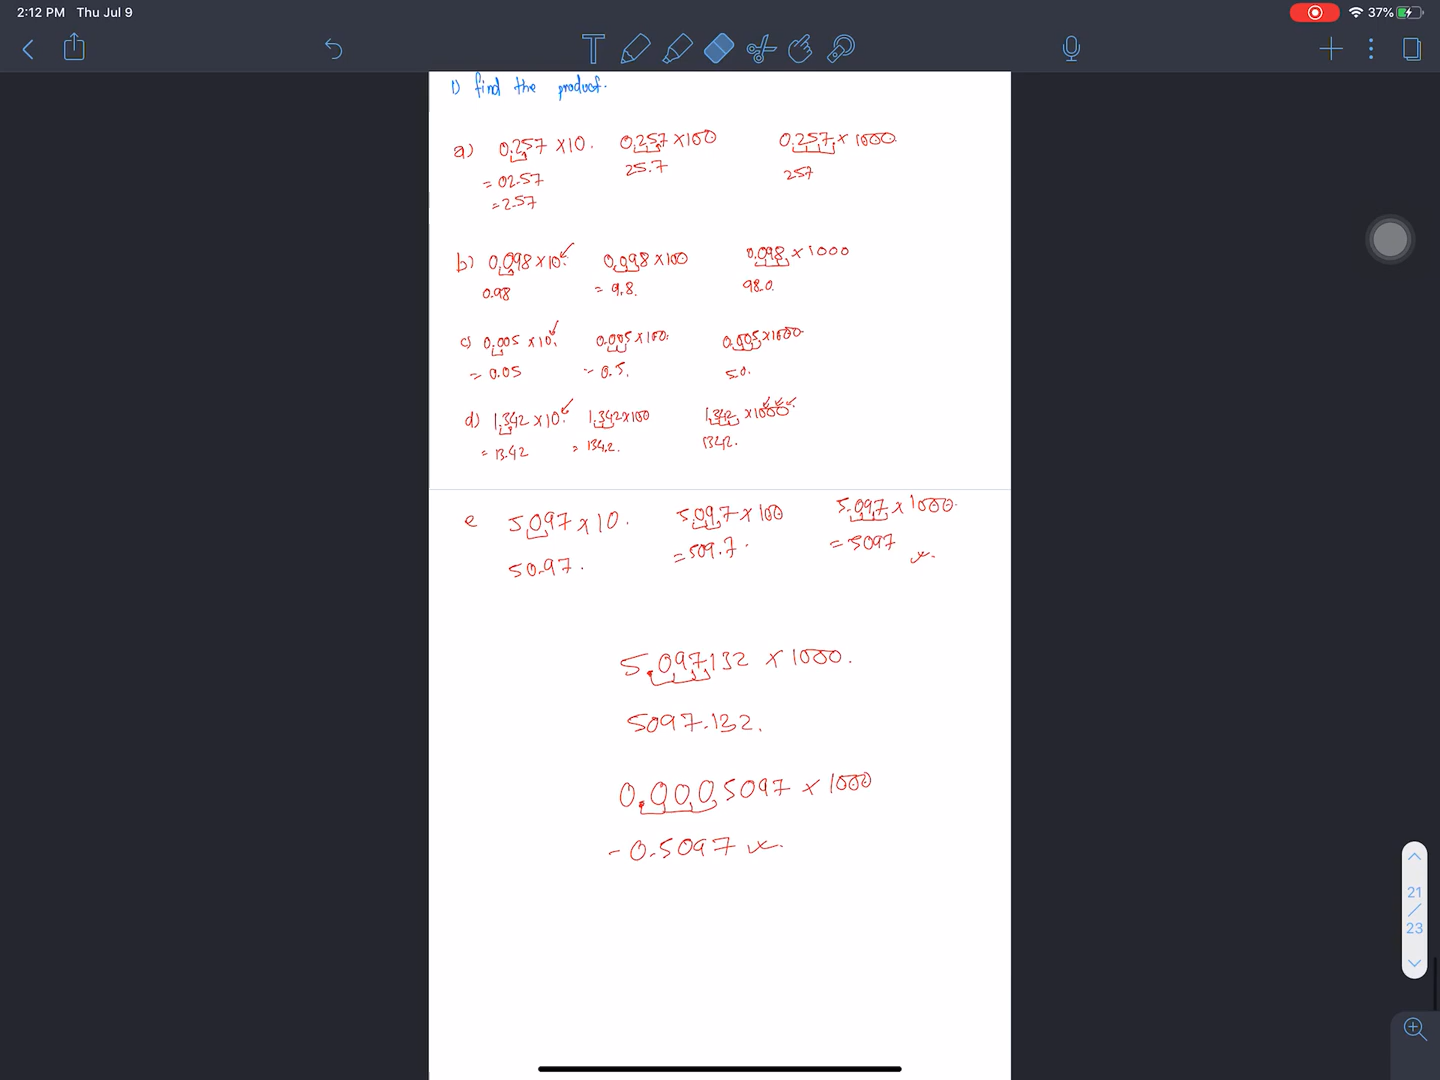 2:12 PM Thu Jul 9
37%
1) find the product.
a) 0.257 ×10. 0.257 ×100 0.257 × 1000
= 02.57 25.7 257
= 2.57
b) 0.098 × 10. 0.098 ×100 0.098 × 1000
0.98 = 9.8. 98.0.
c) 0.005 ×10. 0.005 ×100. 0.005 ×1000
= 0.05 = 0.5. 5.0.
d) 1.342 ×10. 1.342×100 1.342 ×1000
= 13.42 = 134.2. 1342.
e 5.097 × 10. 5.097 × 100 5.097 × 1000.
50.97. = 509.7. = 5097
5.097132 × 1000.
5097.132.
0.0005097 × 1000
- 0.5097
21
/
23